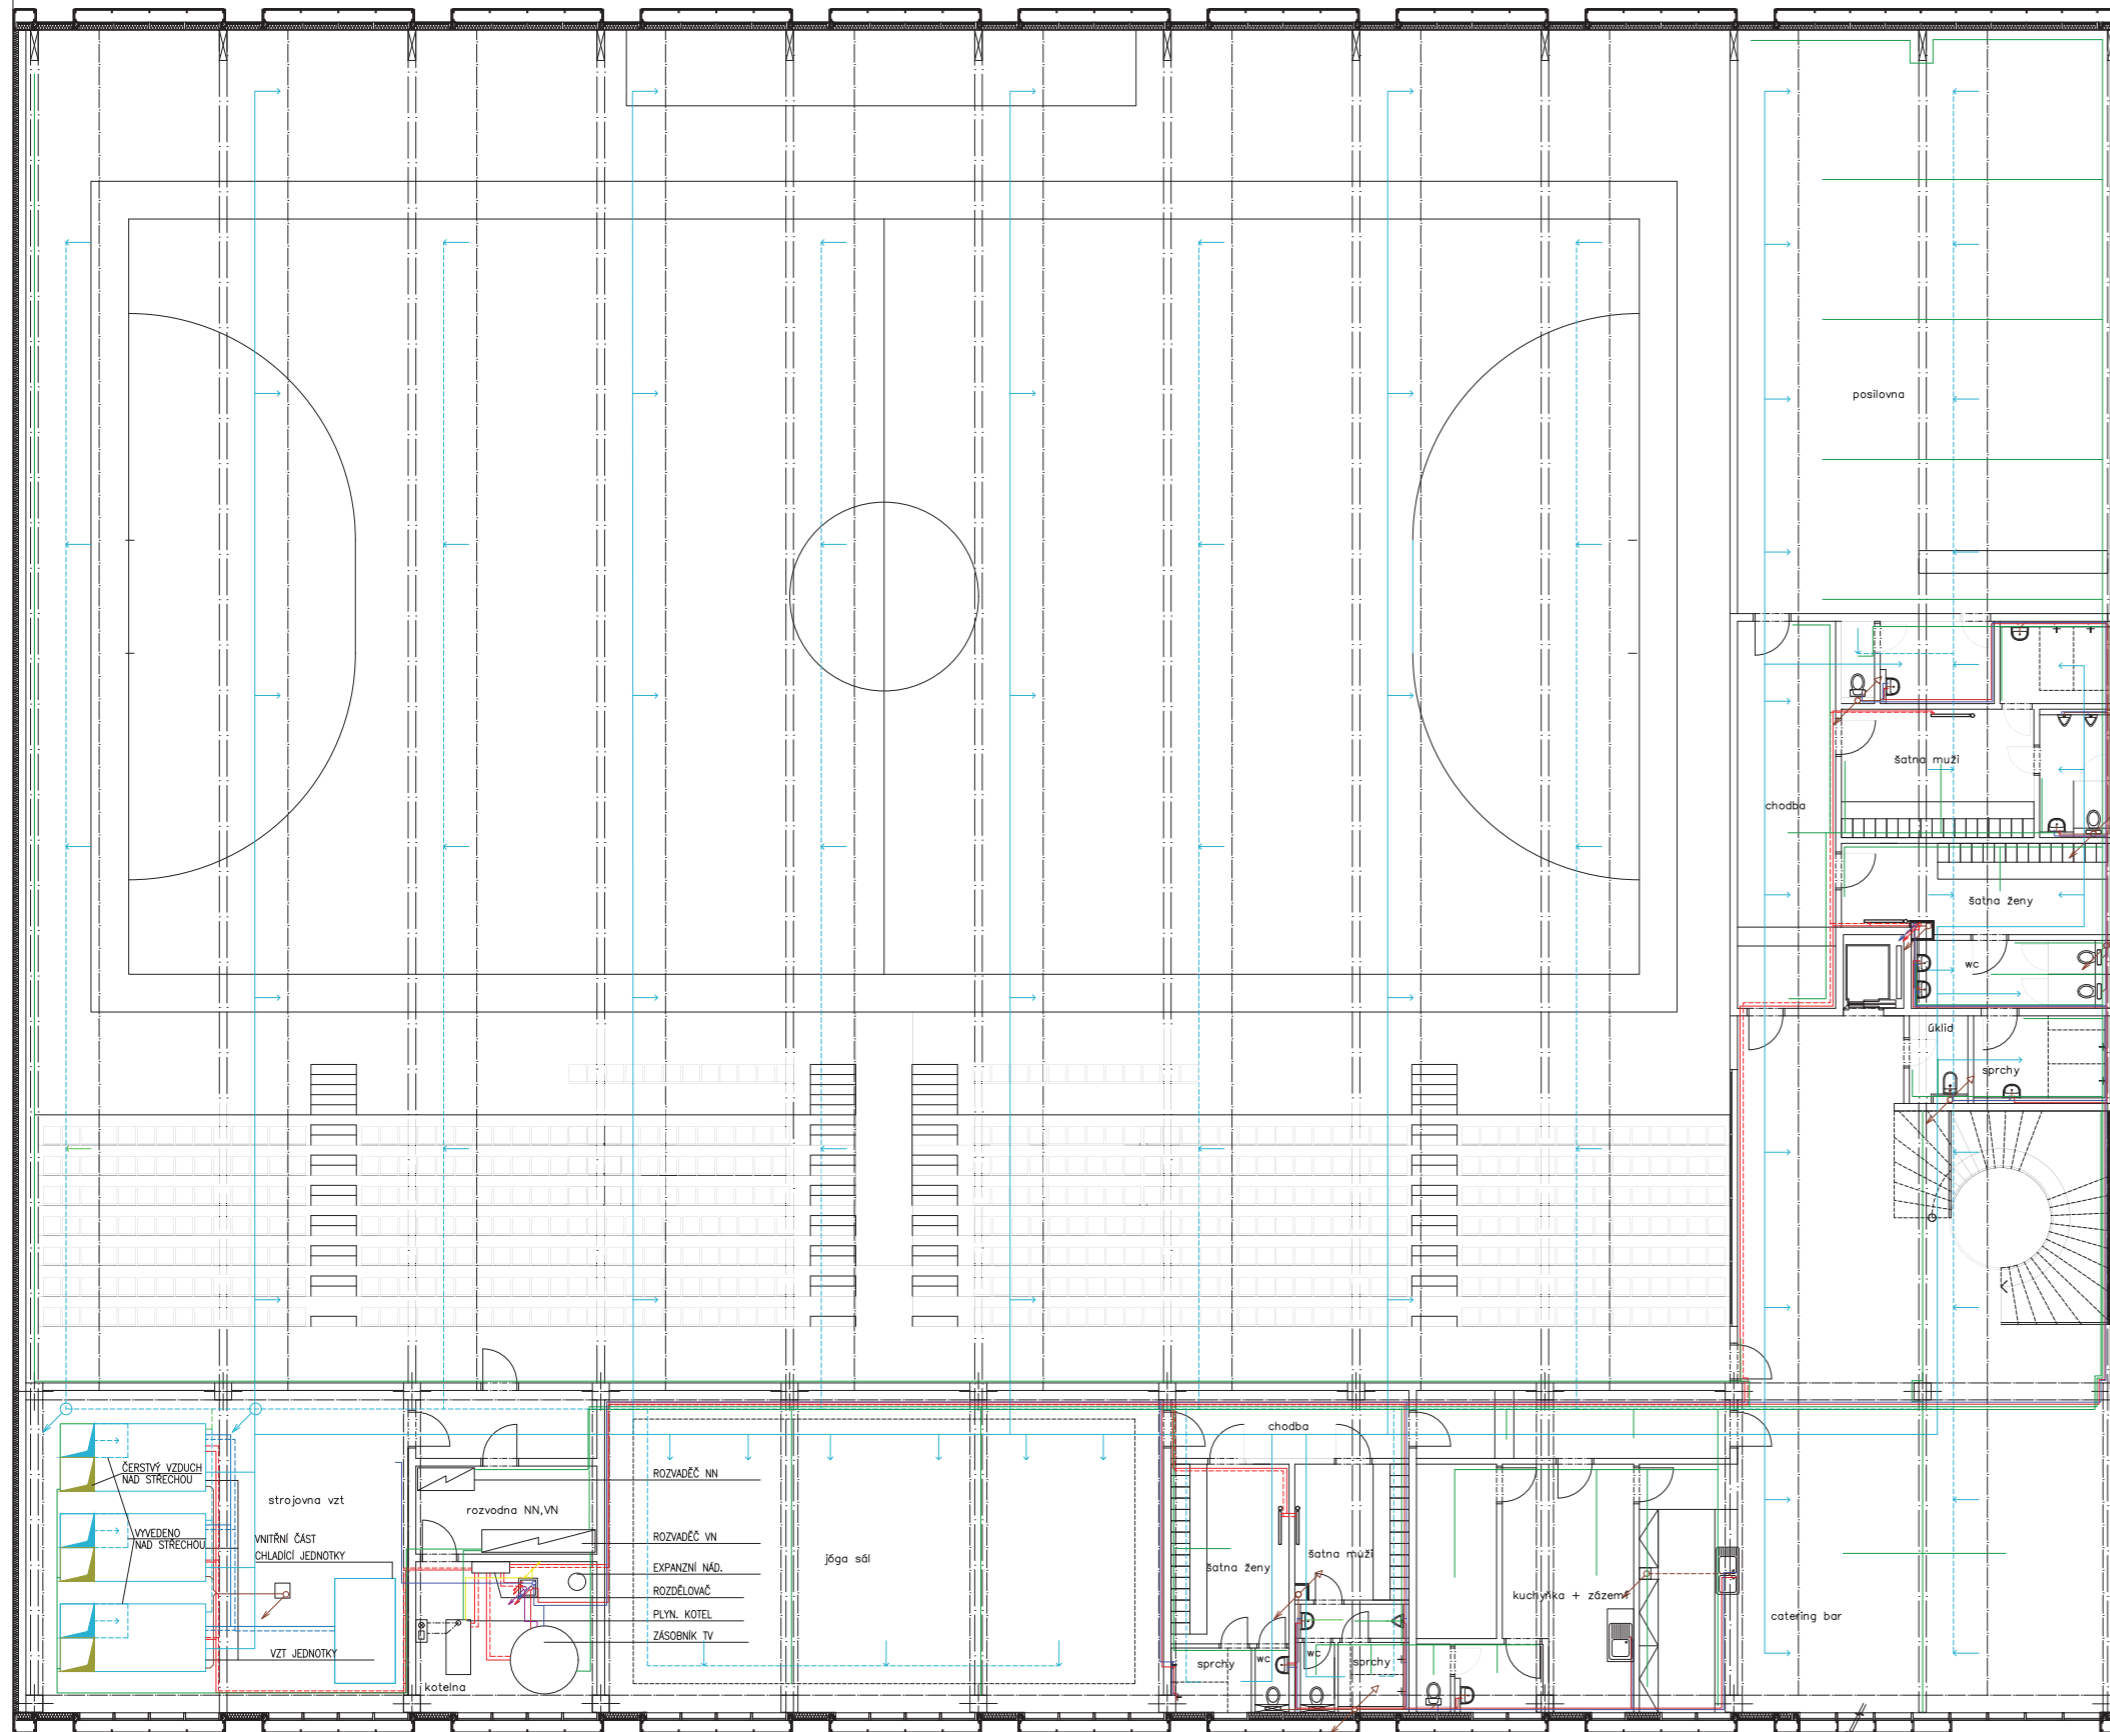 posilovna
šatna muži
chodba
šatna ženy
wc
úklid
sprchy
chodba
ČERSTVÝ VZDUCH
NAD STŘECHOU
strojovna vzt
VYVEDENO
NAD STŘECHOU
VNITŘNÍ ČÁST
CHLADÍCÍ JEDNOTKY
VZT JEDNOTKY
rozvodna NN,VN
kotelna
ROZVADĚČ NN
ROZVADĚČ VN
EXPANZNÍ NÁD.
ROZDĚLOVAČ
PLYN. KOTEL
ZÁSOBNÍK TV
jóga sál
šatna ženy
šatna muži
sprchy
wc
wc
sprchy
kuchyňka + zázemí
catering bar